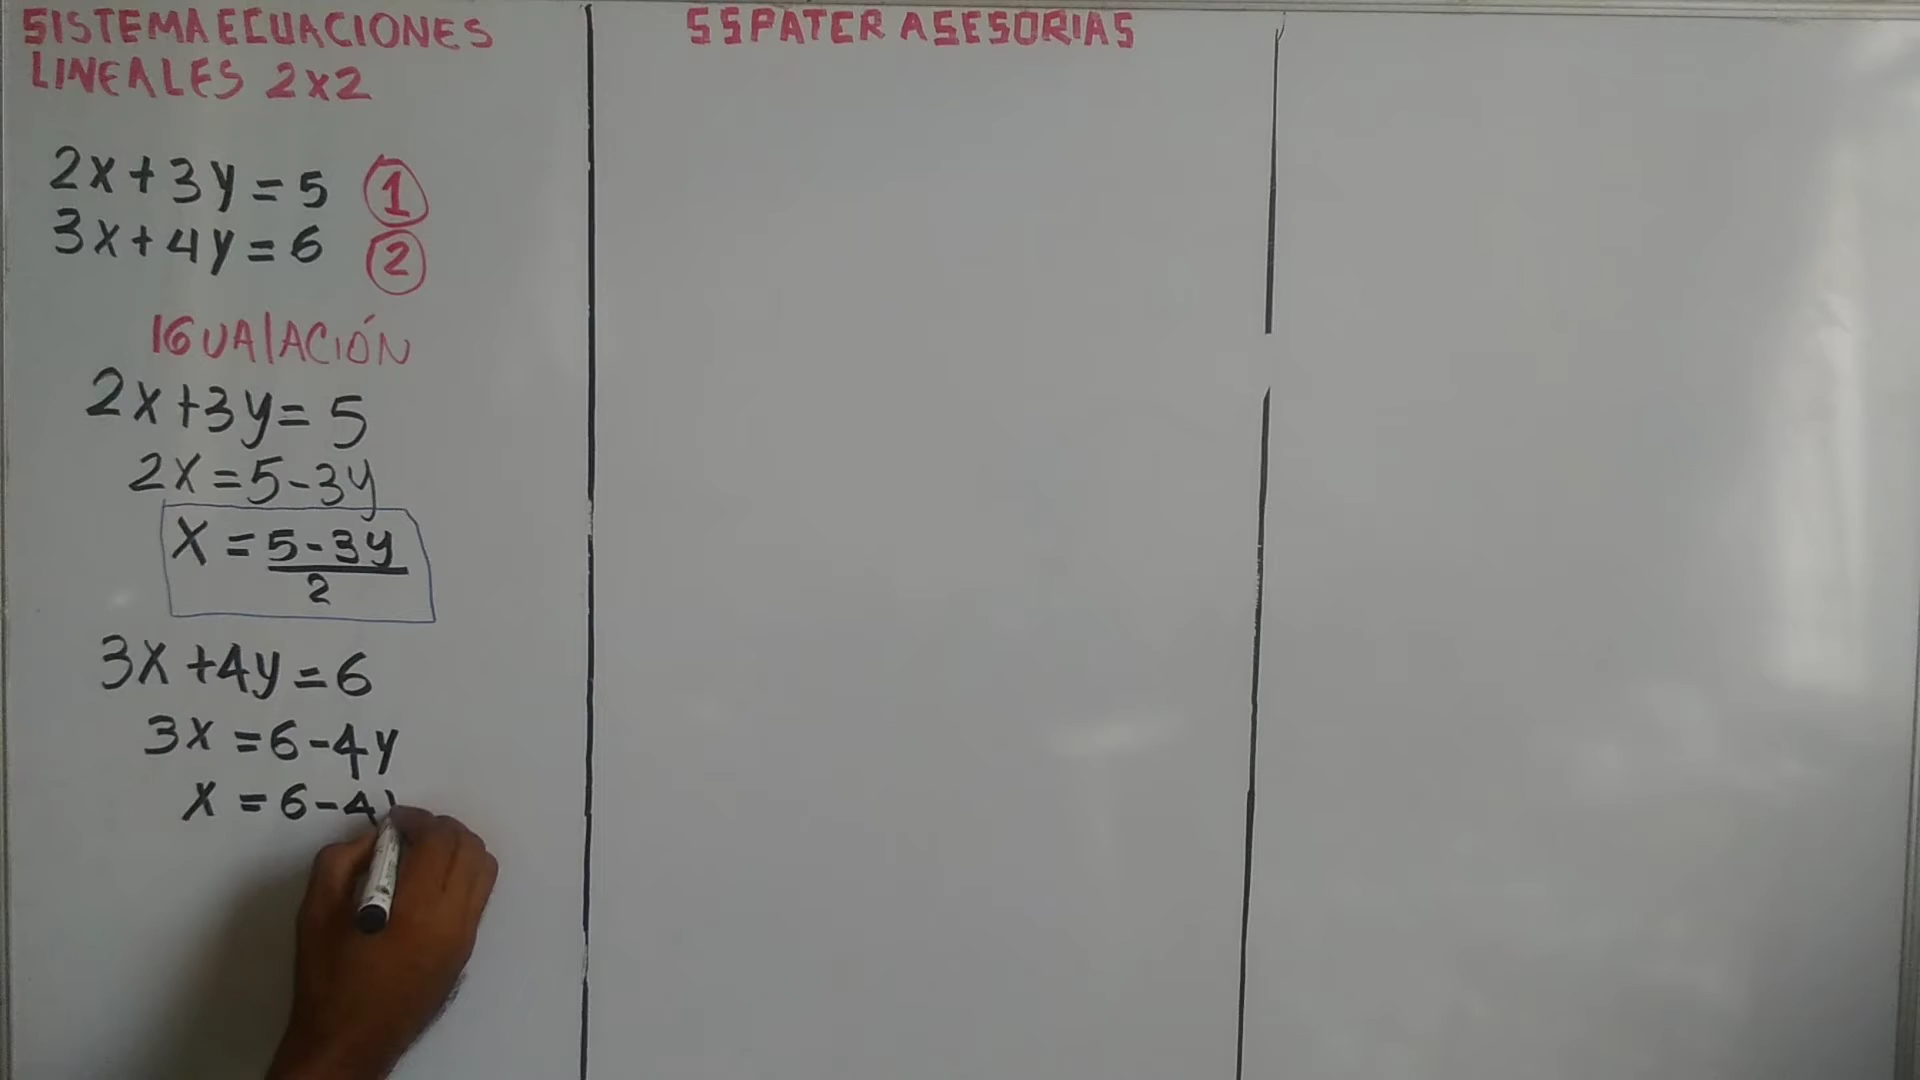 SISTEMA ECUACIONES
LINEALES 2x2
2x+3y=5 1
3x+4y=6 2
IGUALACIÓN
2x+3y=5
2x=5-3y
x=5-3y
2
3x+4y=6
3x=6-4y
x=6-4
SSPATER ASESORIAS